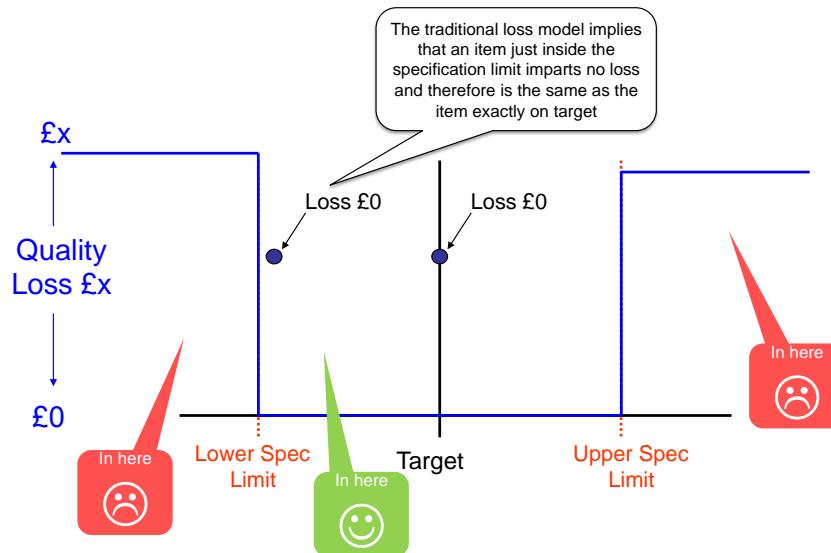 The traditional loss model implies
that an item just inside the
specification limit imparts no loss
and therefore is the same as the
item exactly on target
£x
Loss £0
Loss £0
Quality
Loss £x
In here
£0
Lower Spec
Limit
Target
Upper Spec
Limit
In here
In here